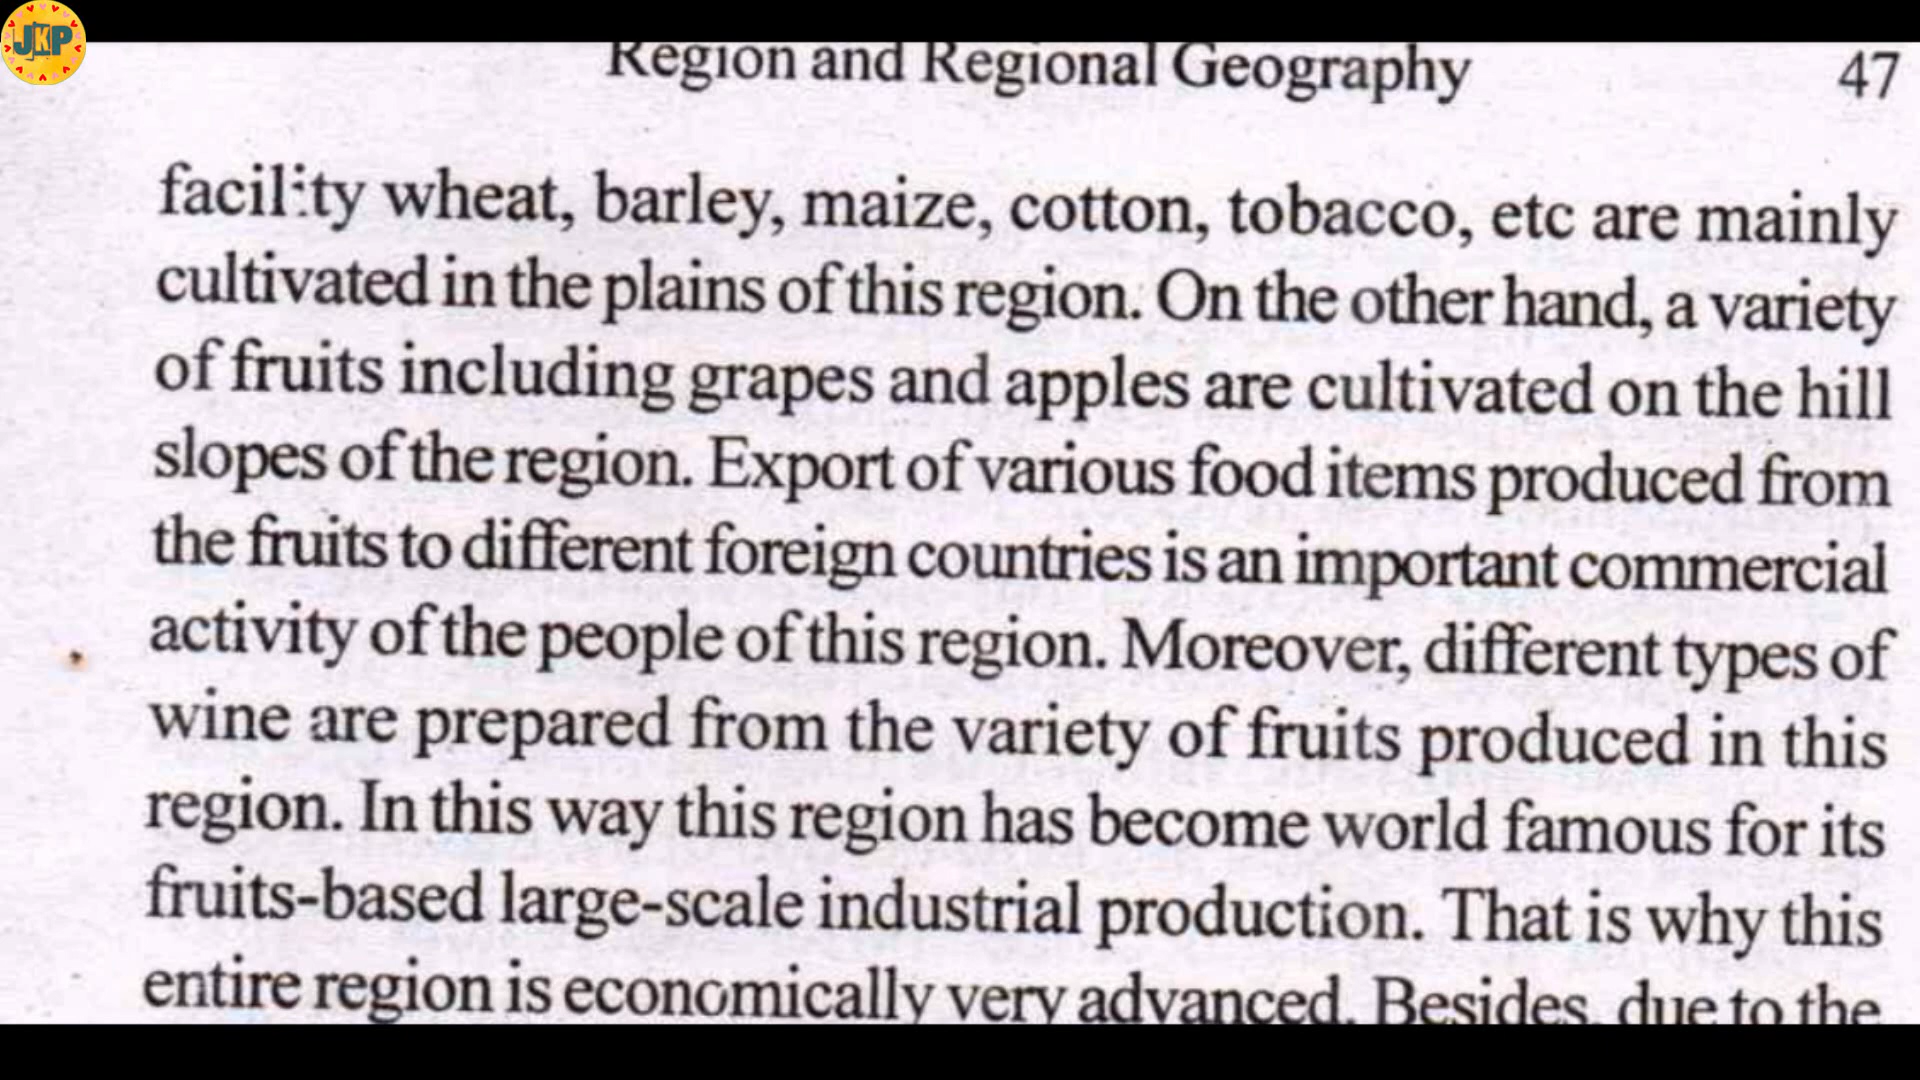 JKP
Region and Regional Geography 47
facility wheat, barley, maize, cotton, tobacco, etc are mainly
cultivated in the plains of this region. On the other hand, a variety
of fruits including grapes and apples are cultivated on the hill
slopes of the region. Export of various food items produced from
the fruits to different foreign countries is an important commercial
activity of the people of this region. Moreover, different types of
wine are prepared from the variety of fruits produced in this
region. In this way this region has become world famous for its
fruits-based large-scale industrial production. That is why this
entire region is economically very advanced. Besides, due to the